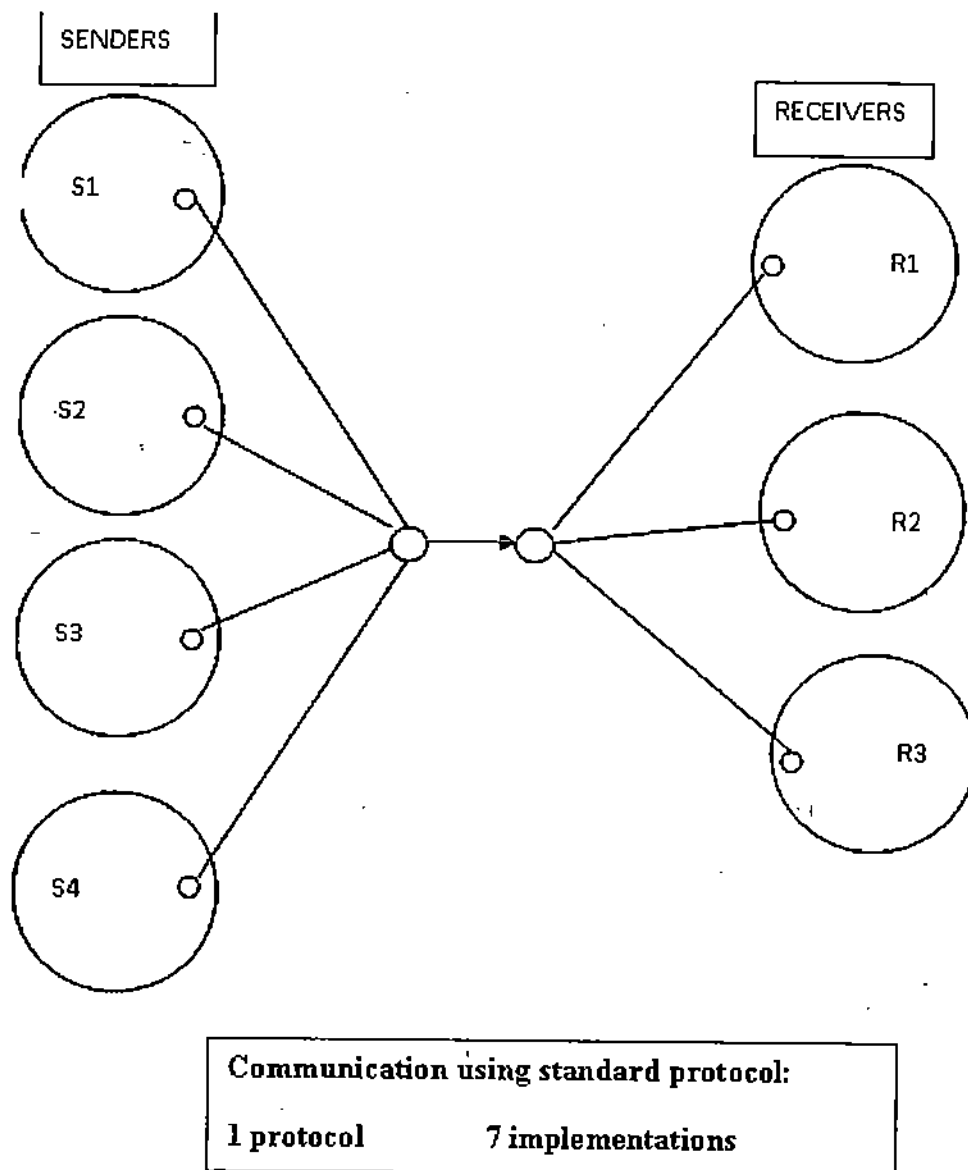 SENDERS
RECEIVERS
S1
R1
S2
R2
S3
R3
S4
Communication using standard protocol:
1 protocol 7 implementations